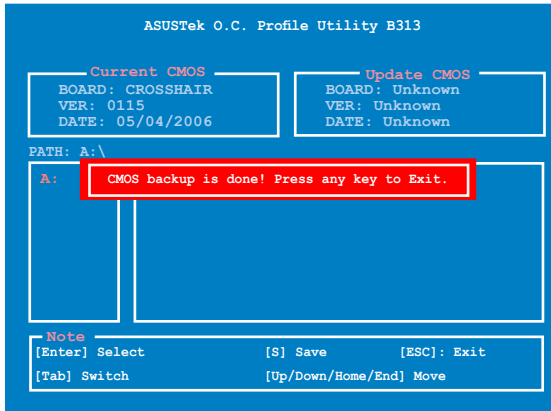 ASUSTek O.C. Profile Utility B313
Current CMOS
BOARD: CROSSHAIR
VER: 0115
DATE: 05/04/2006
Update CMOS
BOARD: Unknown
VER: Unknown
DATE: Unknown
PATH: A:\
A:
CMOS backup is done! Press any key to Exit.
Note
[Enter] Select [S] Save [ESC]: Exit
[Tab] Switch [Up/Down/Home/End] Move